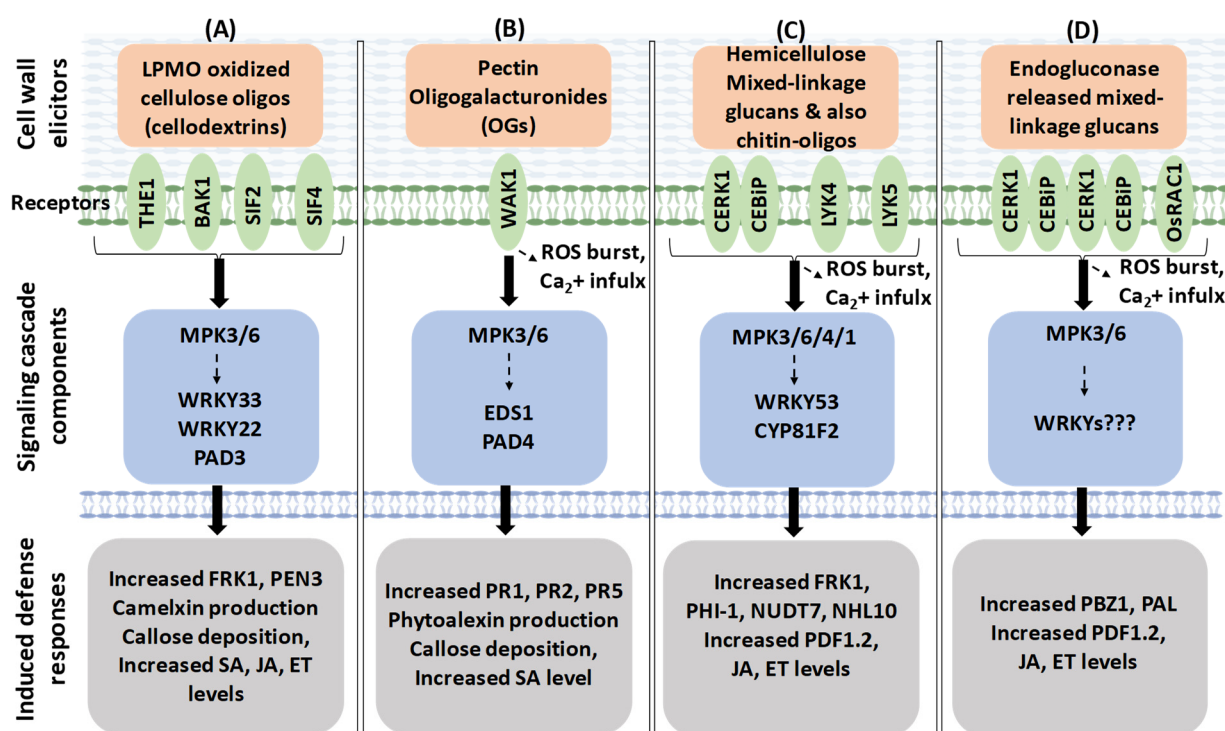 (A)
(B)
(C)
(D)
Cell wall
elicitors
LPMO oxidized
cellulose oligos
(cellodextrins)
Pectin
Oligogalacturonides
(OGs)
Hemicellulose
Mixed-linkage
glucans & also
chitin-oligos
Endogluconase
released mixed-
linkage glucans
Receptors
THE1
BAK1
SIF2
SIF4
WAK1
CERK1
CEBiP
LYK4
LYK5
CERK1
CEBiP
CERK1
CEBiP
OsRAC1
ROS burst,
Ca2+ infulx
ROS burst,
Ca2+ infulx
ROS burst,
Ca2+ infulx
Signaling cascade
components
MPK3/6
WRKY33
WRKY22
PAD3
MPK3/6
EDS1
PAD4
MPK3/6/4/1
WRKY53
CYP81F2
MPK3/6
WRKYs???
Induced defense
responses
Increased FRK1, PEN3
Camelxin production
Callose deposition,
Increased SA, JA, ET
levels
Increased PR1, PR2, PR5
Phytoalexin production
Callose deposition,
Increased SA level
Increased FRK1,
PHI-1, NUDT7, NHL10
Increased PDF1.2,
JA, ET levels
Increased PBZ1, PAL
Increased PDF1.2,
JA, ET levels